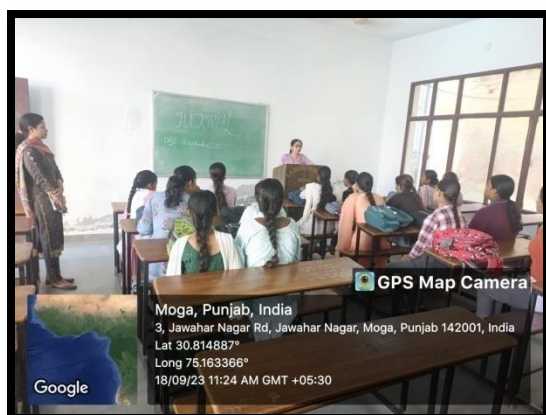 TUTORIAL
GPS Map Camera
Moga, Punjab, India
3, Jawahar Nagar Rd, Jawahar Nagar, Moga, Punjab 142001, India
Lat 30.814887°
Long 75.163366°
18/09/23 11:24 AM GMT +05:30
Google